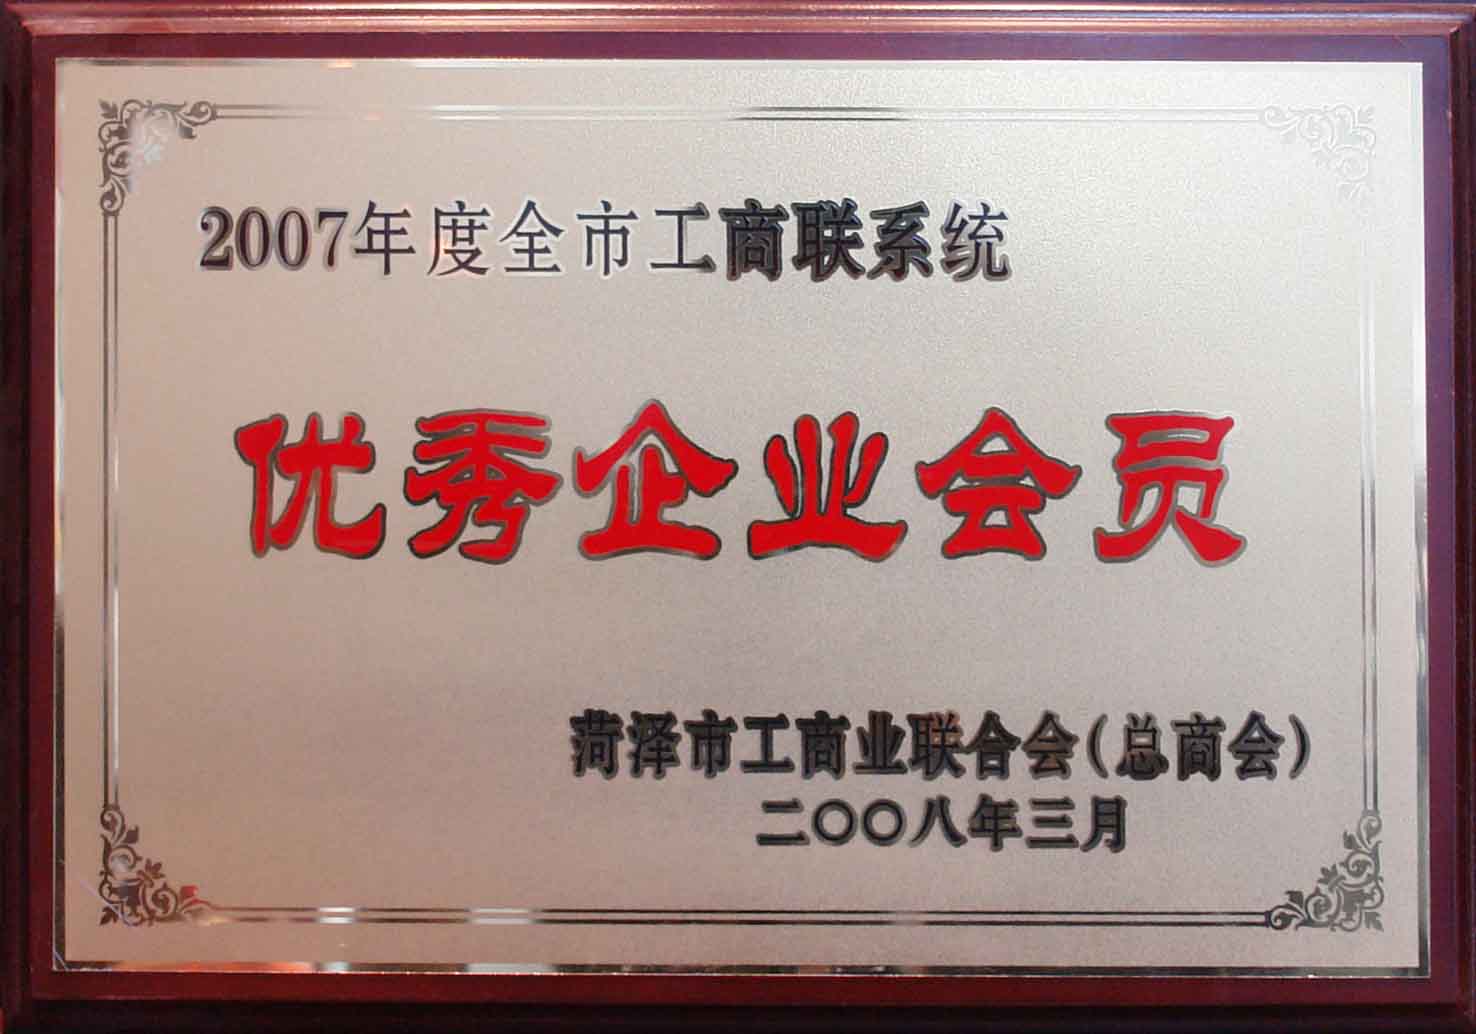 2007年度全市工商联系统
优秀企业会员
菏泽市工商业联合会(总商会)
二〇〇八年三月